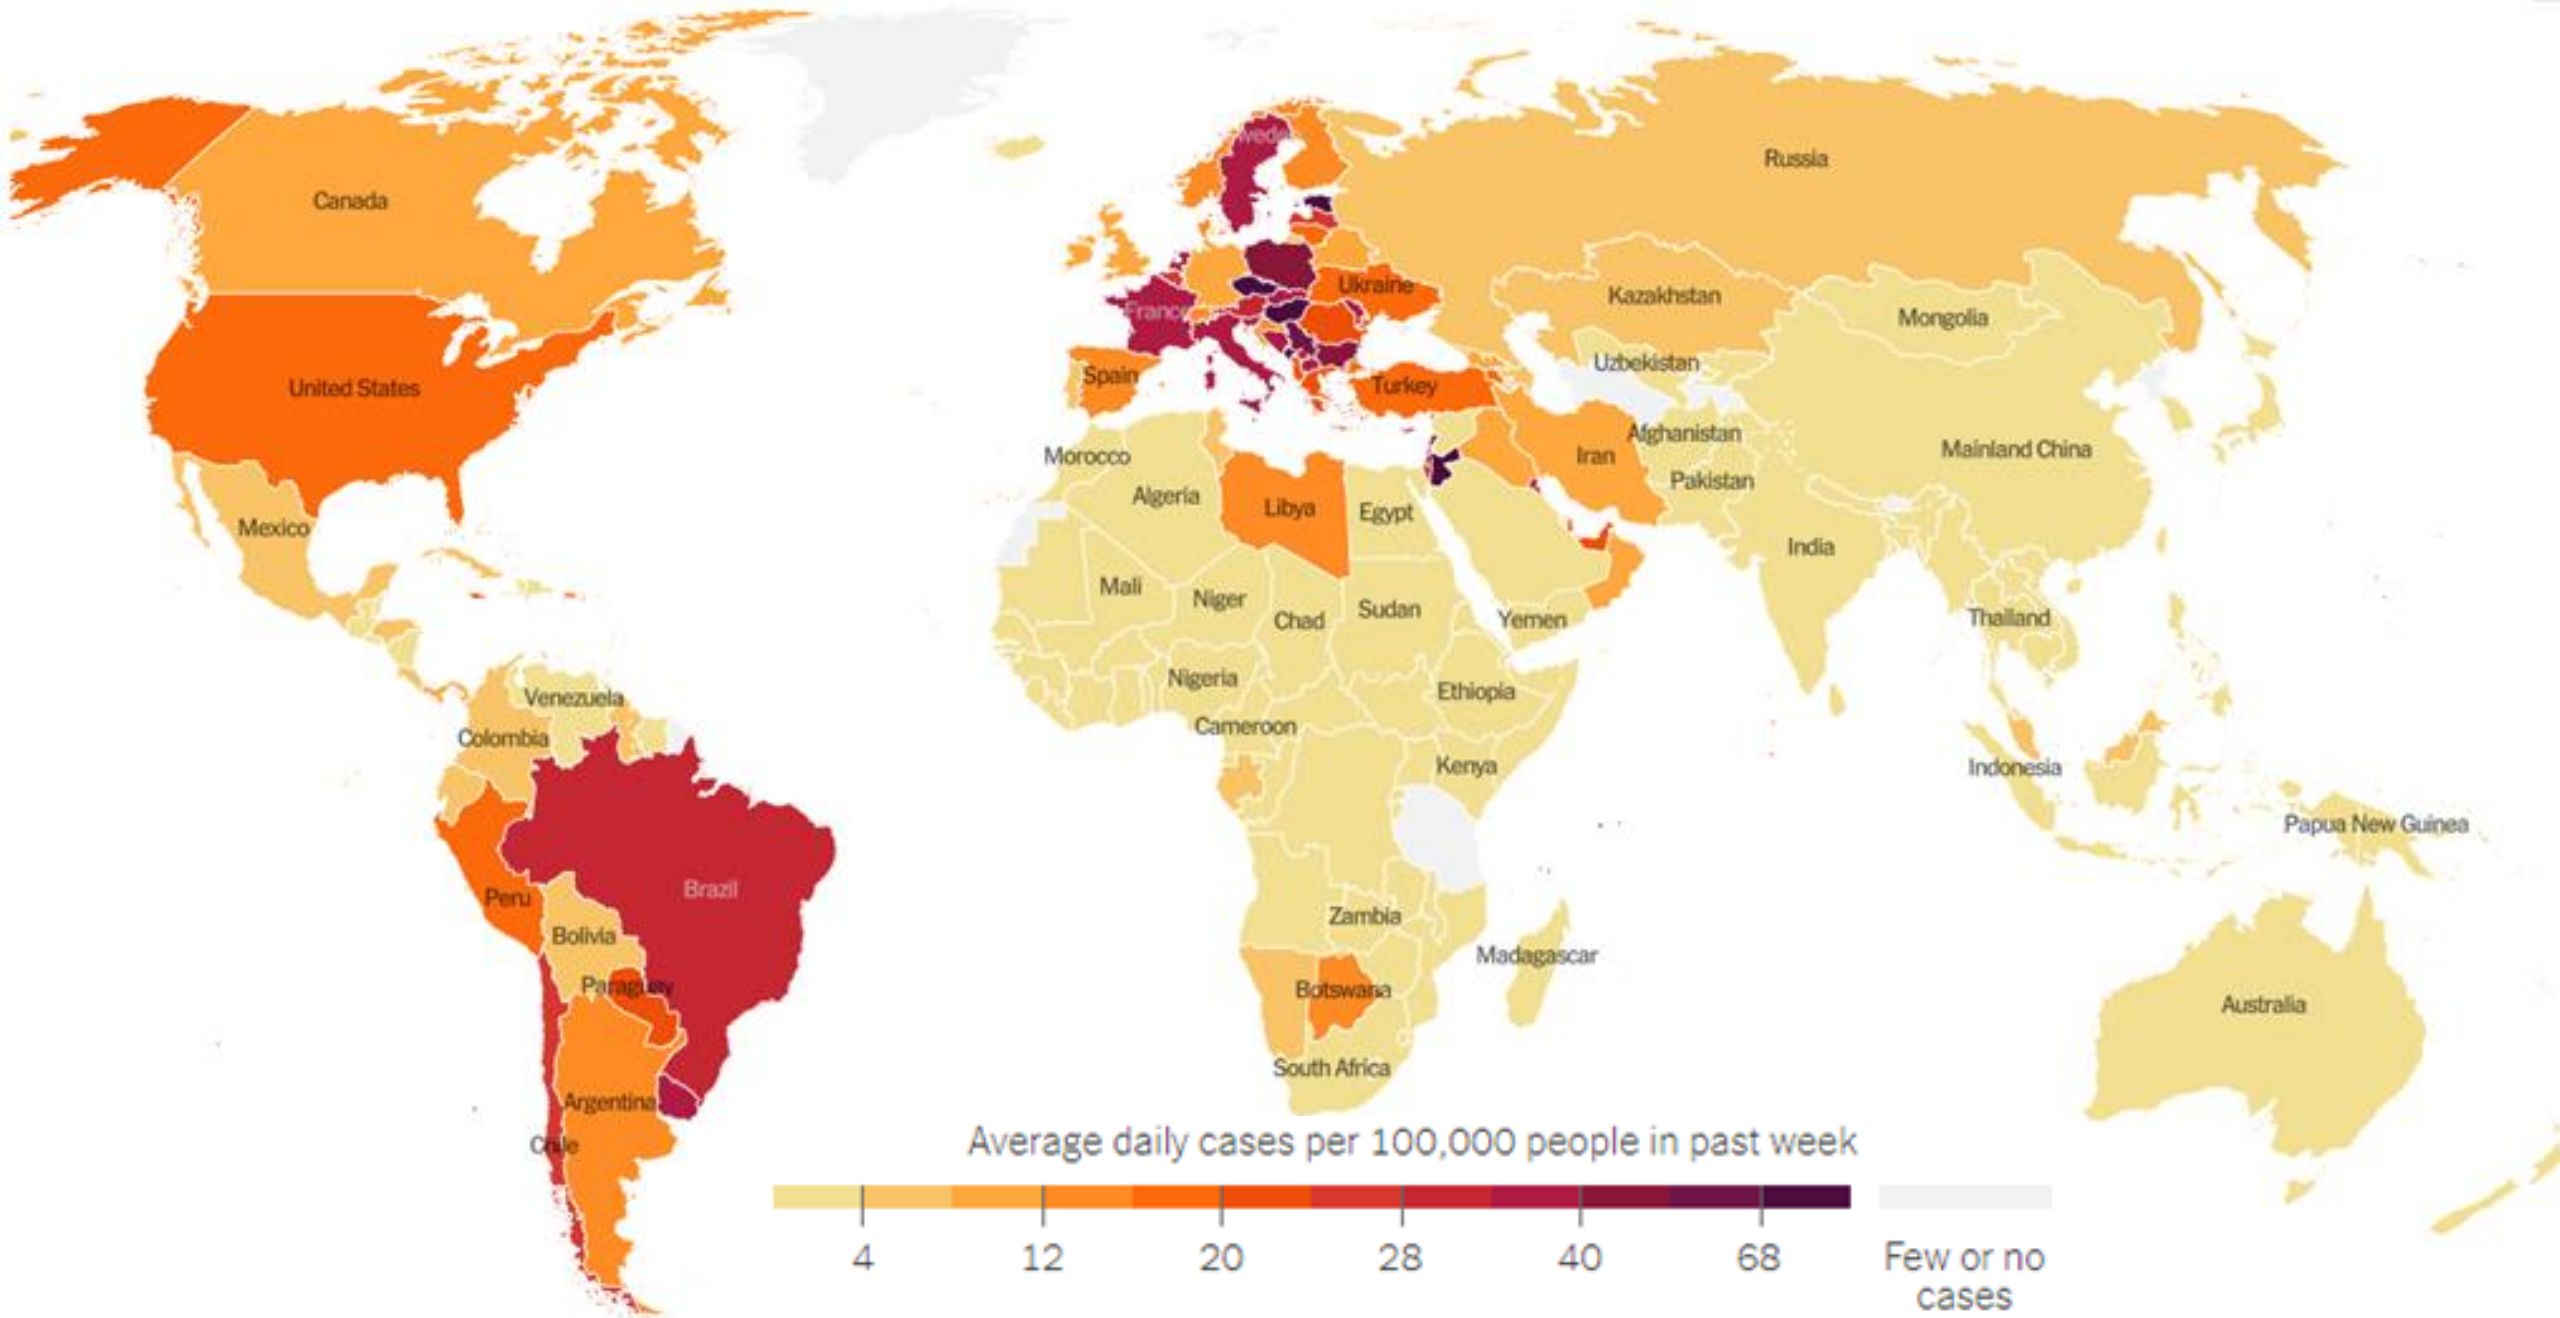 Sweden
Russia
Canada
Ukraine
Kazakhstan
France
Mongolia
Uzbekistan
United States
Spain
Turkey
Afghanistan
Mainland China
Morocco
Iran
Pakistan
Algeria
Libya
Egypt
Mexico
India
Mali
Niger
Chad
Sudan
Yemen
Thailand
Nigeria
Ethiopia
Venezuela
Cameroon
Colombia
Kenya
Indonesia
Papua New Guinea
Brazil
Peru
Zambia
Bolivia
Madagascar
Paraguay
Botswana
Australia
South Africa
Argentina
Chile
Average daily cases per 100,000 people in past week
4 12 20 28 40 68
Few or no
cases